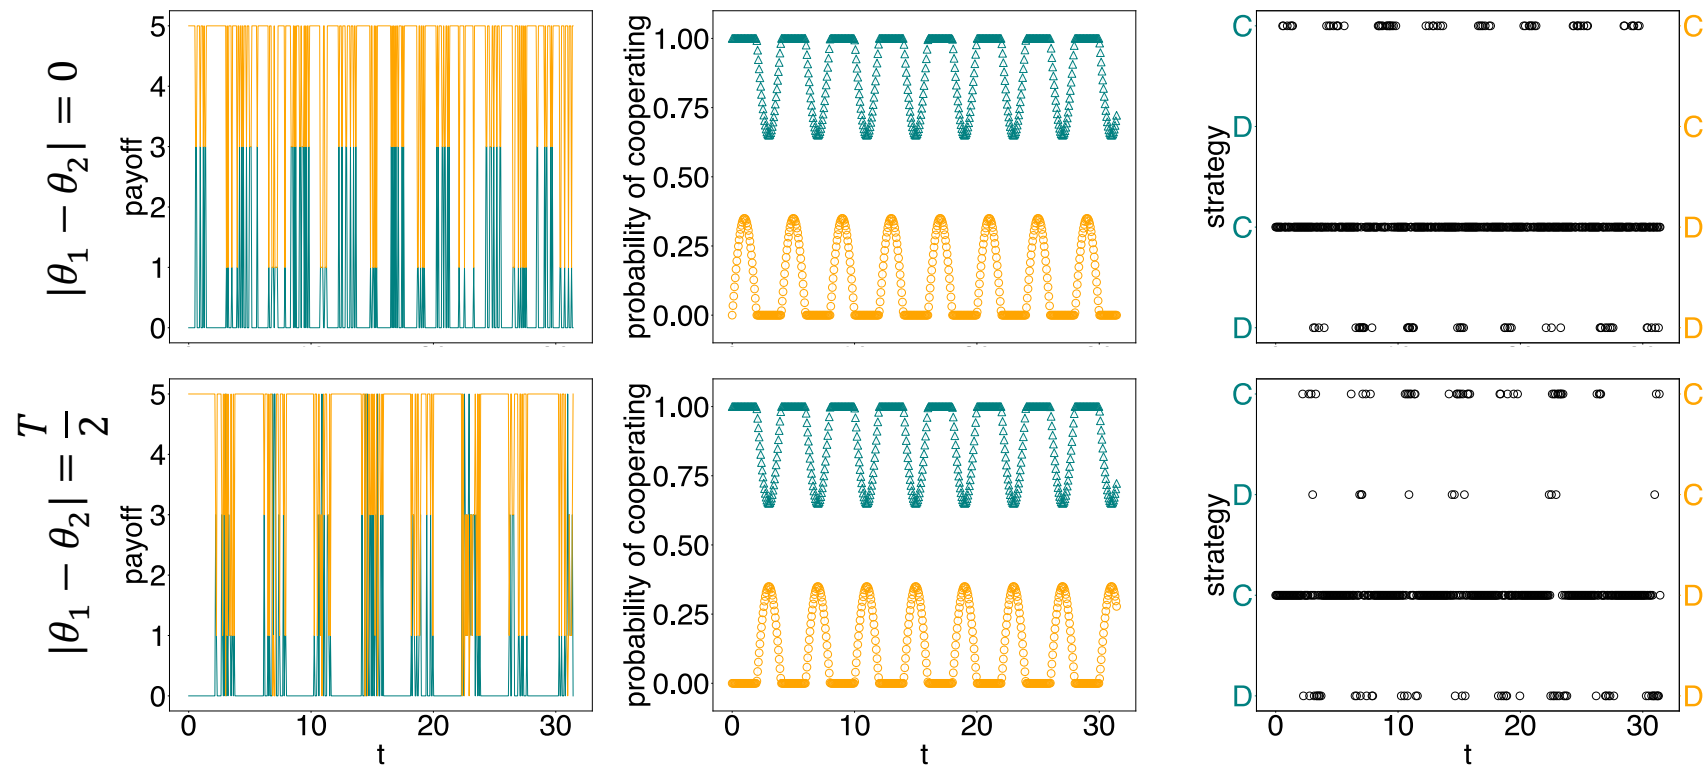 |θ₁ − θ₂| = 0
payoff
5
4
3
2
1
0
probability of cooperating
1.00
0.75
0.50
0.25
0.00
strategy
C
D
C
D
C
C
D
D
|θ₁ − θ₂| = T/2
payoff
5
4
3
2
1
0
0 10 20 30
t
probability of cooperating
1.00
0.75
0.50
0.25
0.00
0 10 20 30
t
strategy
C
D
C
D
C
C
D
D
0 10 20 30
t